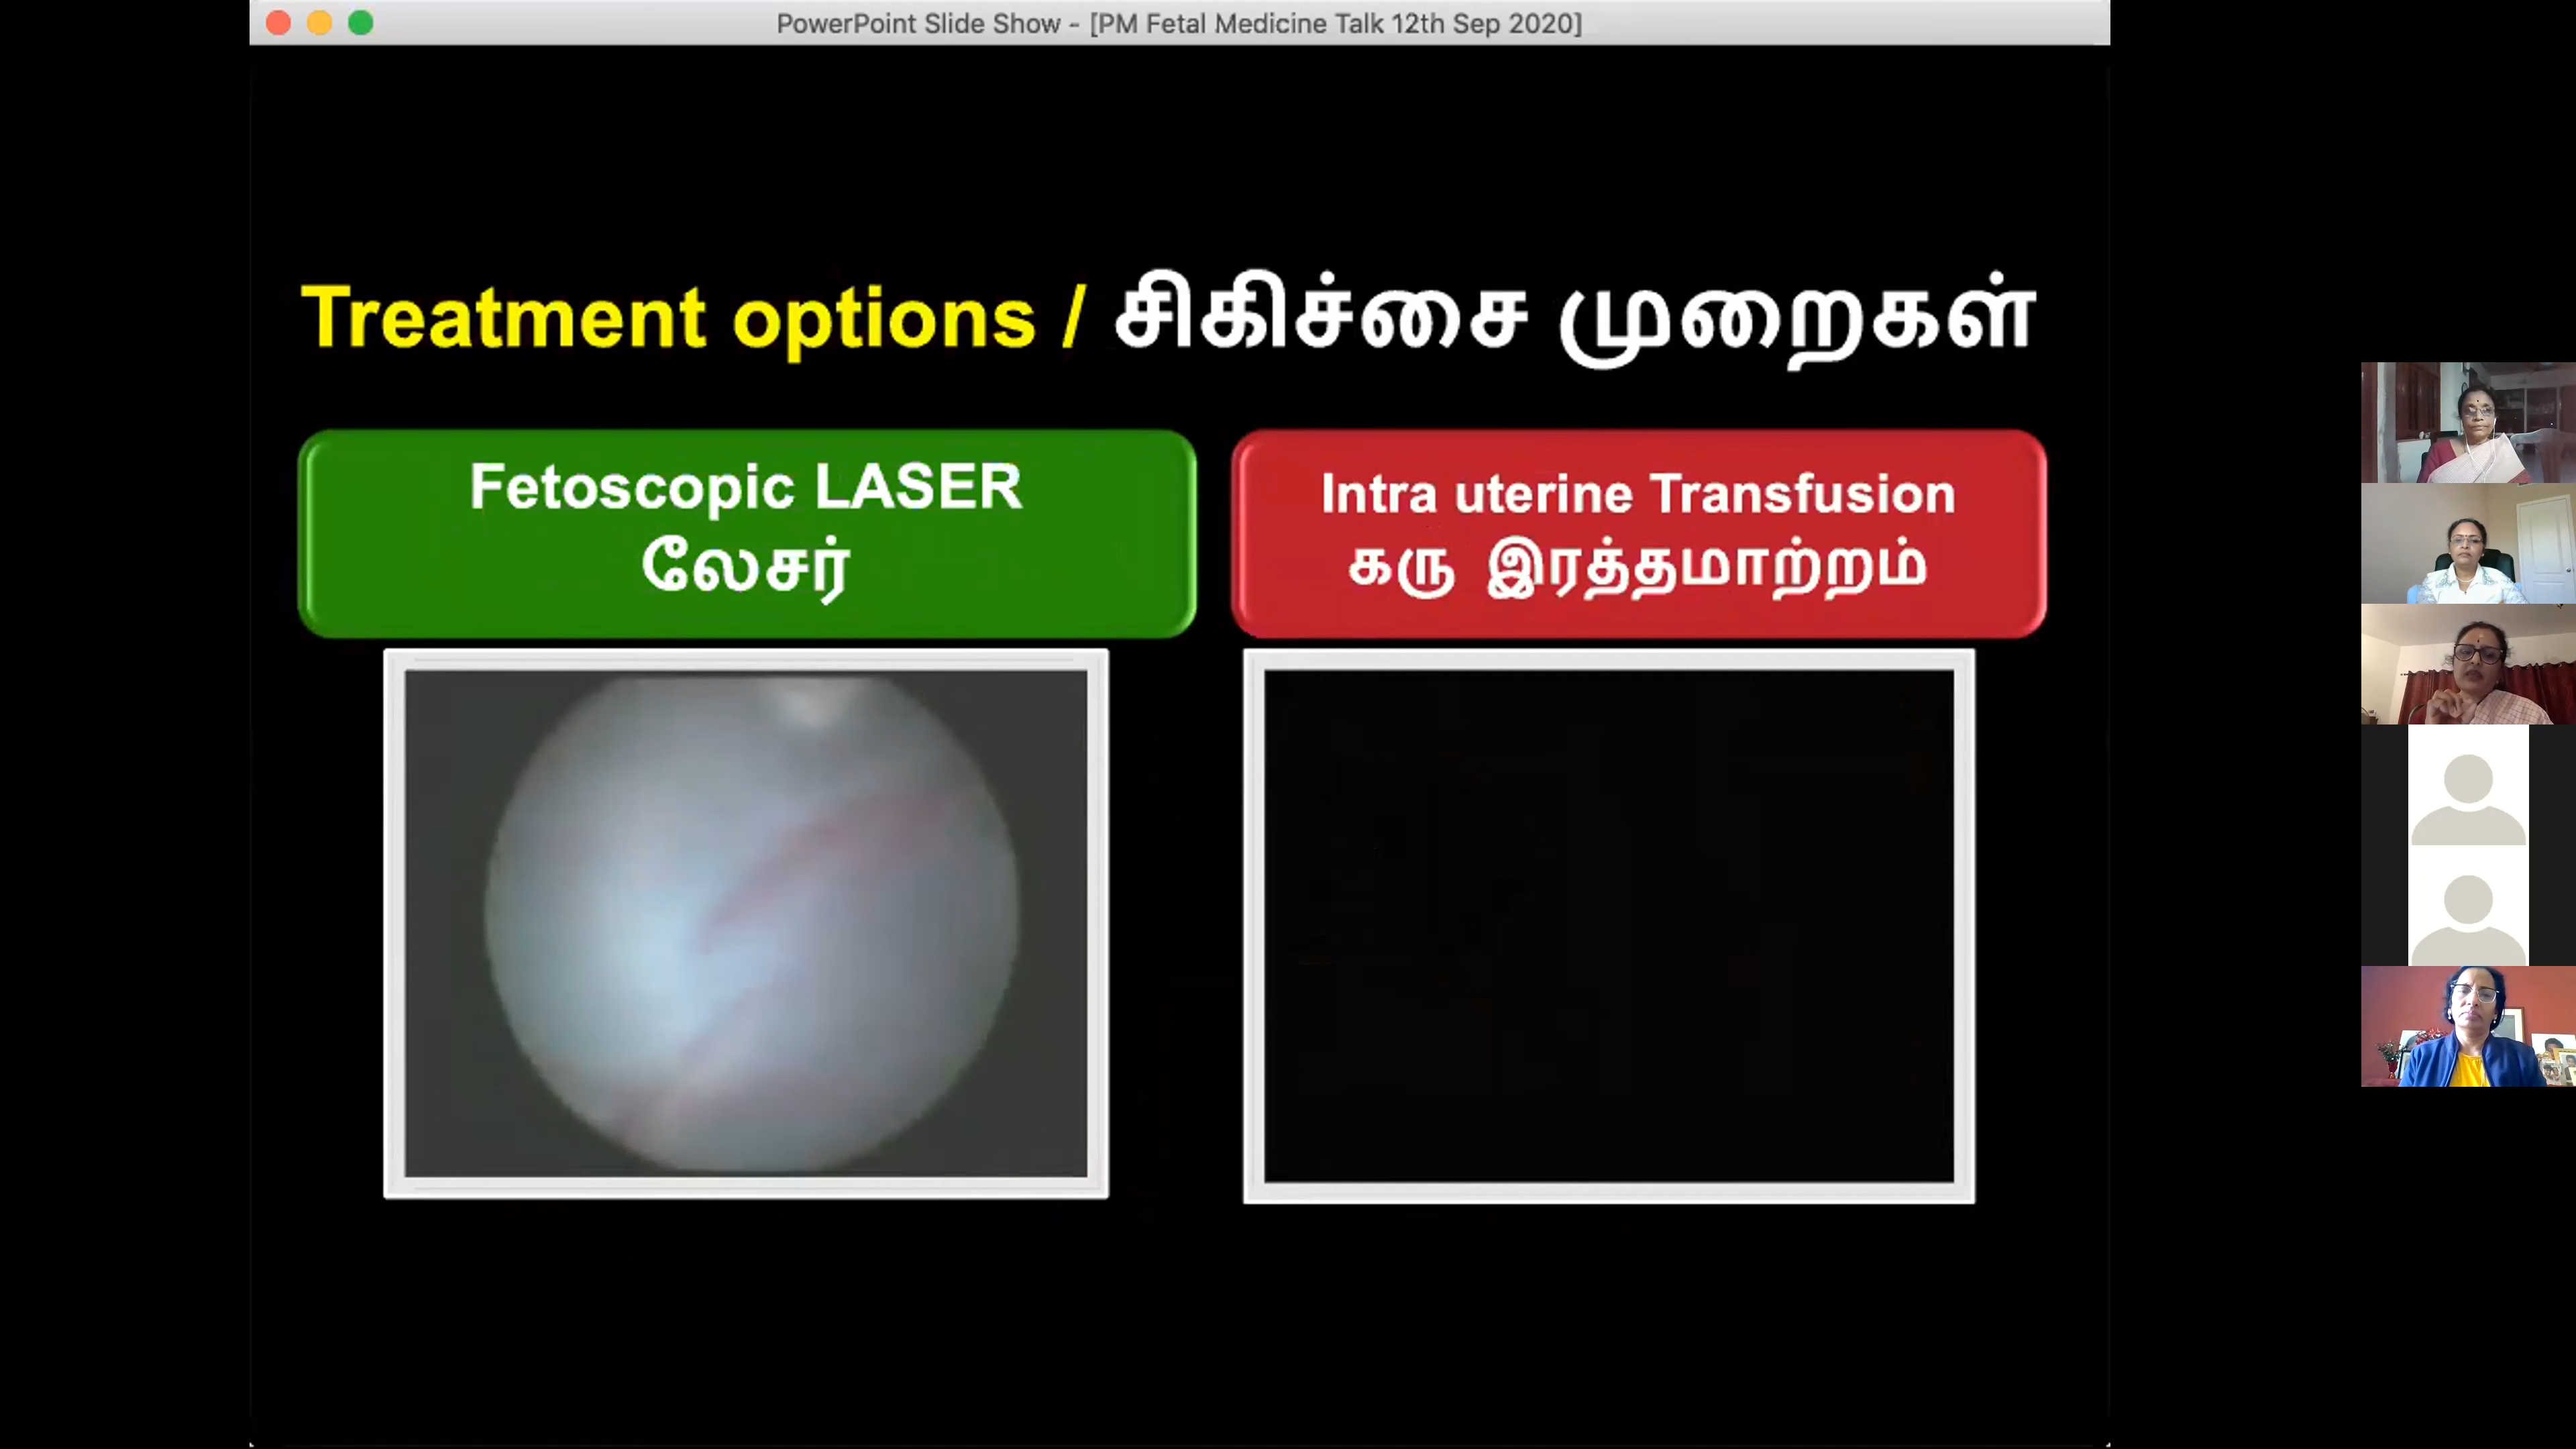 PowerPoint Slide Show - [PM Fetal Medicine Talk 12th Sep 2020]
Treatment options / சிகிச்சை முறைகள்
Fetoscopic LASER
லேசர்
Intra uterine Transfusion
கரு இரத்தமாற்றம்